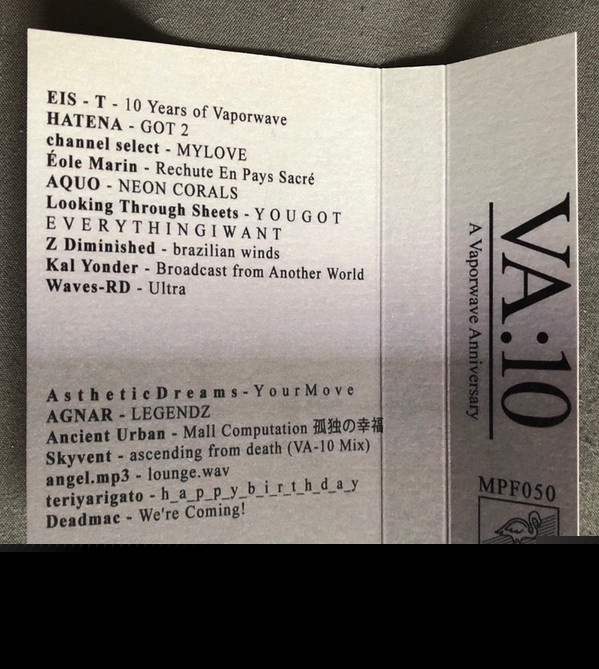 EIS - T - 10 Years of Vaporwave
HATENA - GOT 2
channel select - MYLOVE
Éole Marin - Rechute En Pays Sacré
AQUO - NEON CORALS
Looking Through Sheets - Y O U G O T
E V E R Y T H I N G I W A N T
Z Diminished - brazilian winds
Kal Yonder - Broadcast from Another World
Waves-RD - Ultra
A s t h e t i c D r e a m s - Y o u r M o v e
AGNAR - LEGENDZ
Ancient Urban - Mall Computation 孤独の幸福
Skyvent - ascending from death (VA-10 Mix)
angel.mp3 - lounge.wav
teriyarigato - h_a_p_p_y_b_i_r_t_h_d_a_y
Deadmac - We're Coming!
VA:10
A Vaporwave Anniversary
MPF050